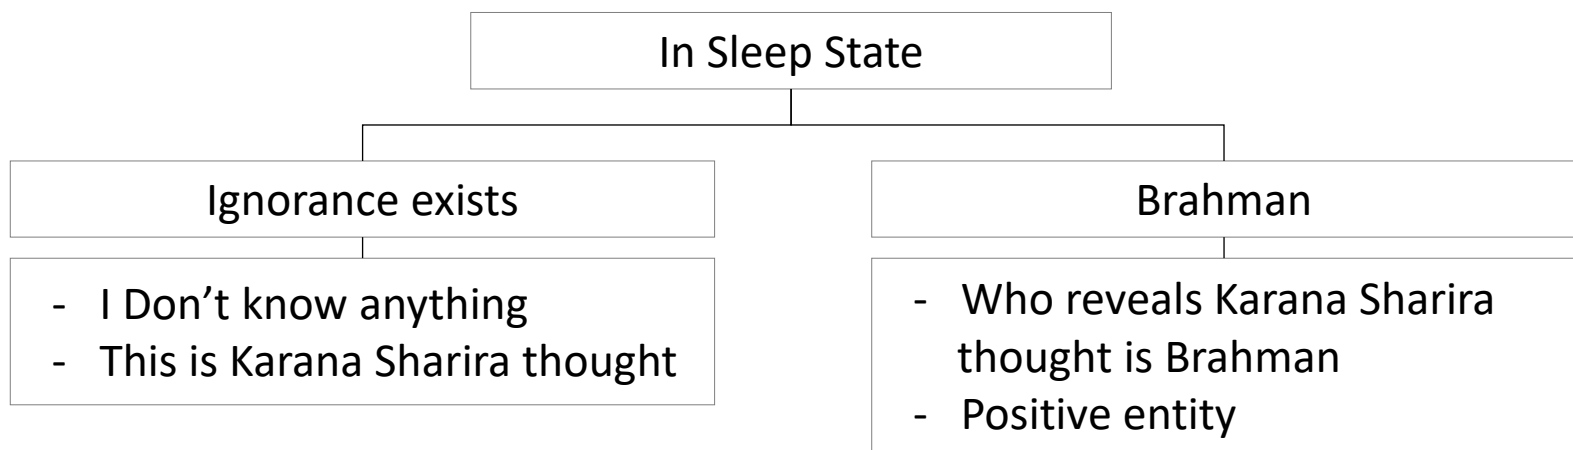 In Sleep State
Ignorance exists
- I Don’t know anything
- This is Karana Sharira thought
Brahman
- Who reveals Karana Sharira
thought is Brahman
- Positive entity